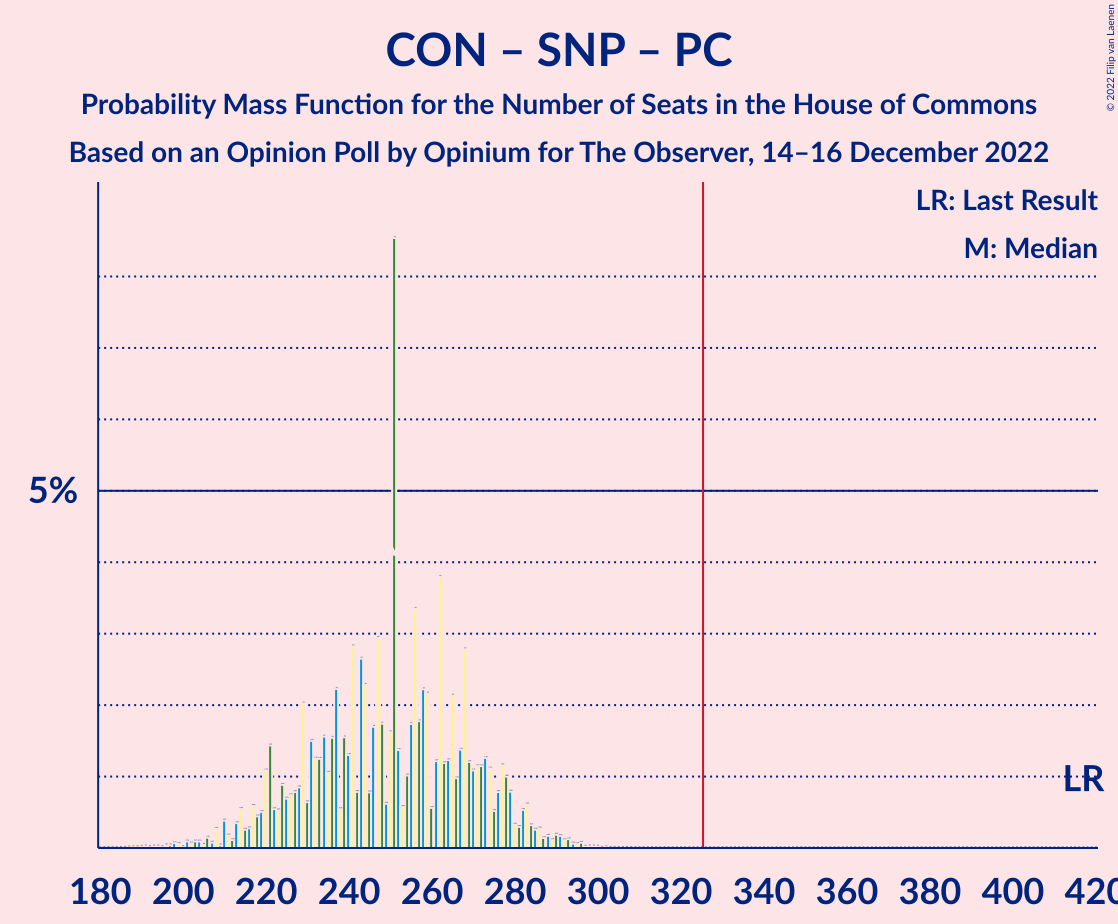 CON – SNP – PC
Probability Mass Function for the Number of Seats in the House of Commons
Based on an Opinion Poll by Opinium for The Observer, 14–16 December 2022
© 2022 Filip van Laenen
LR: Last Result
M: Median
5%
LR
180 200 220 240 260 280 300 320 340 360 380 400 420